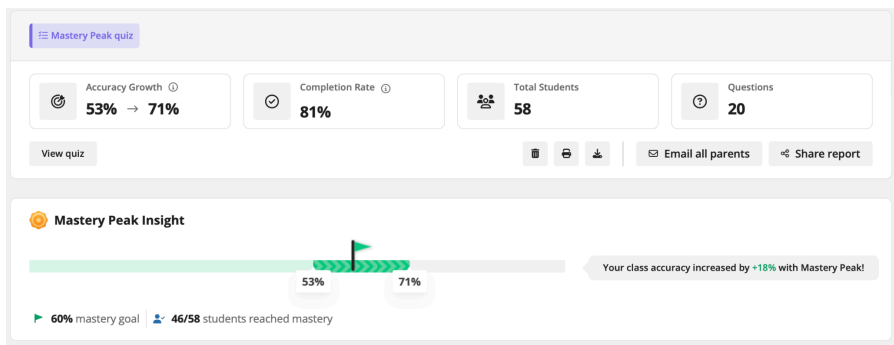 Mastery Peak quiz
Accuracy Growth
53% → 71%
Completion Rate
81%
Total Students
58
Questions
20
View quiz
Email all parents
Share report
Mastery Peak Insight
53%
71%
Your class accuracy increased by +18% with Mastery Peak!
60% mastery goal
46/58 students reached mastery